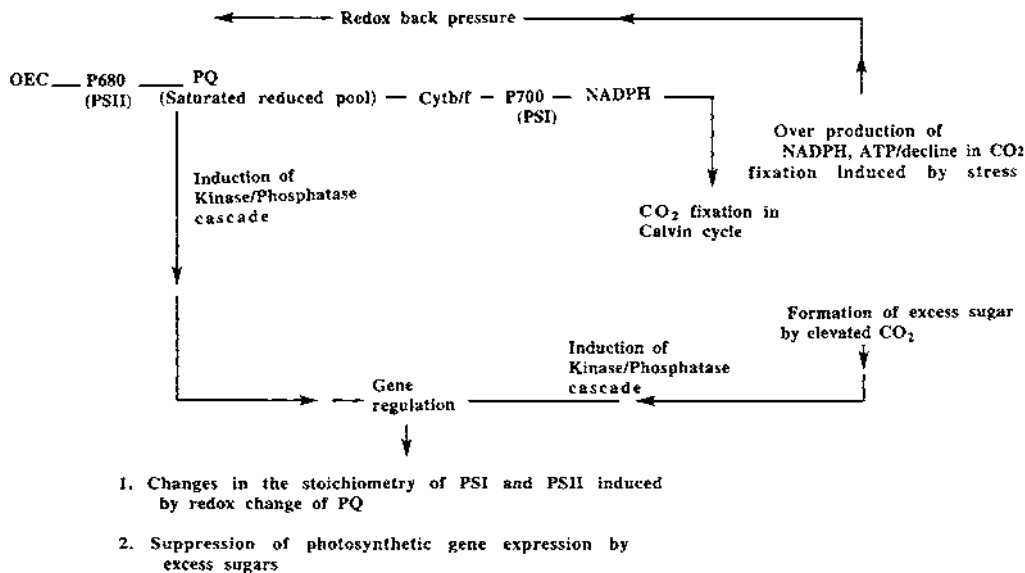 Redox back pressure
OEC — P680 — PQ
(PSII) (Saturated reduced pool) — Cytb/f — P700 — NADPH
(PSI)
Over production of
NADPH, ATP/decline in CO₂
fixation induced by stress
Induction of
Kinase/Phosphatase
cascade
CO₂ fixation in
Calvin cycle
Formation of excess sugar
by elevated CO₂
Induction of
Kinase/Phosphatase
cascade
Gene
regulation
1. Changes in the stoichiometry of PSI and PSII induced
by redox change of PQ
2. Suppression of photosynthetic gene expression by
excess sugars